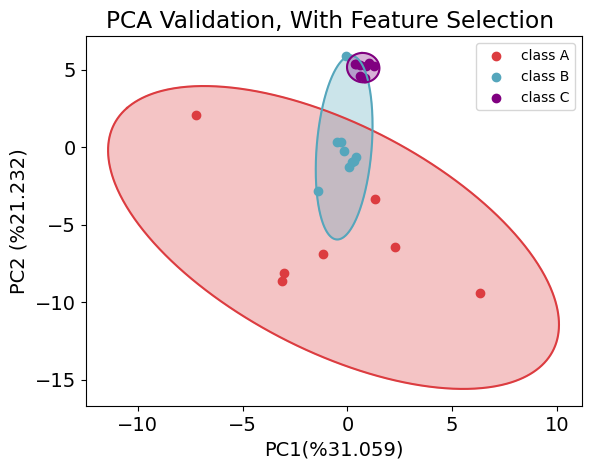 PCA Validation, With Feature Selection
class A
class B
class C
5
0
−5
−10
−15
PC2 (%21.232)
−10
−5
0
5
10
PC1(%31.059)